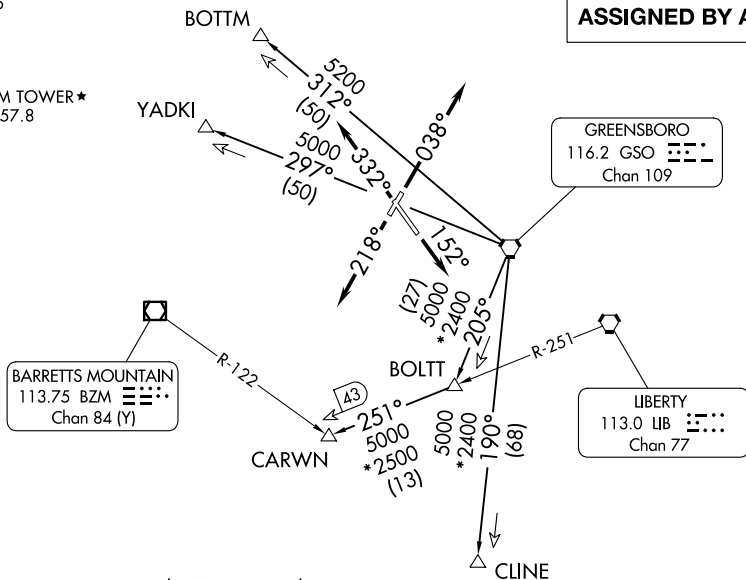 ASSIGNED BY A
BOTTM
M TOWER★
57.8
YADKI
5200
312°
(50)
5000
297°
(50)
332°
038°
218°
152°
GREENSBORO
116.2 GSO
Chan 109
(27)
5000
*2400
205°
BOLTT
R-251
BARRETTS MOUNTAIN
113.75 BZM
Chan 84 (Y)
R-122
43
251°
5000
*2500
(13)
CARWN
5000
*2400
190°
(68)
LIBERTY
113.0 LIB
Chan 77
CLINE